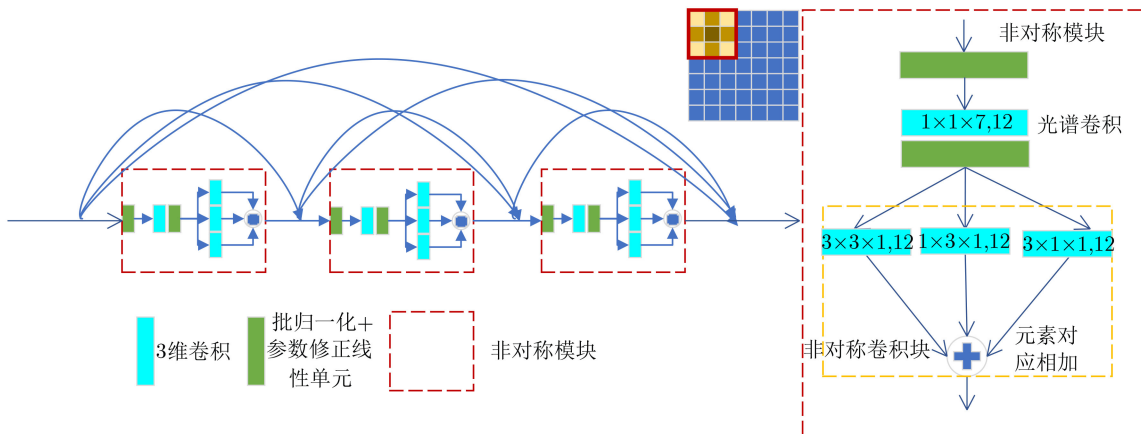 3维卷积
批归一化+
参数修正线
性单元
非对称模块
非对称模块
1×1×7,12
光谱卷积
3×3×1,12
1×3×1,12
3×1×1,12
非对称卷积块
元素对
应相加